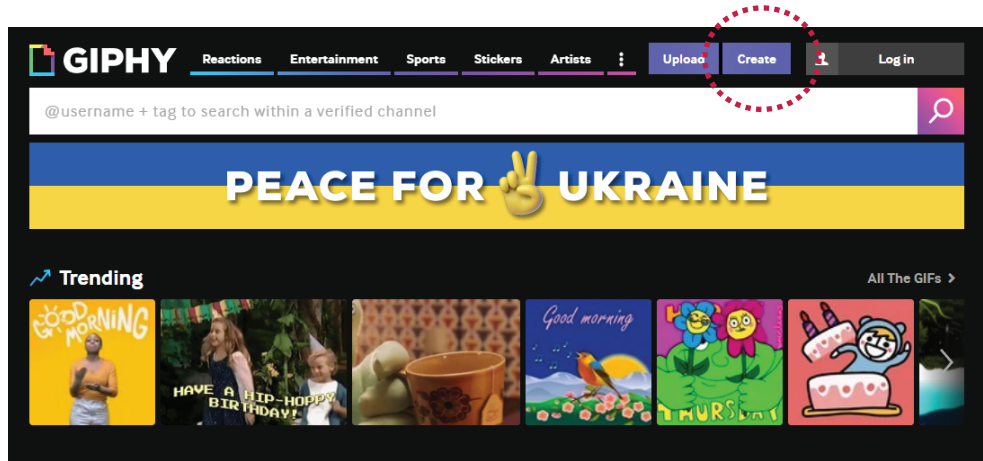 GIPHY Reactions Entertainment Sports Stickers Artists Upload Create Log in
@username + tag to search within a verified channel
PEACE FOR UKRAINE
Trending
All The GIFs
GOOD MORNING
HAVE A HIP-HOPPY BIRTHDAY!
Good morning
THURSDAY